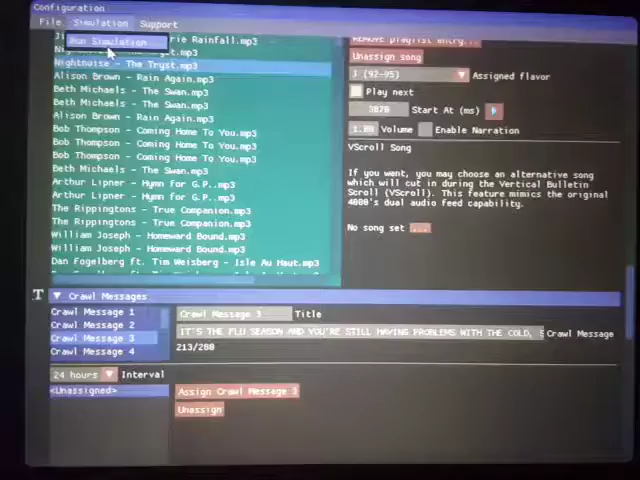 Configuration
File Simulation Support
Run Simulation
rie Rainfall.mp3
Nightnoise - The Tryst.mp3
Alison Brown - Rain Again.mp3
Beth Michaels - The Swan.mp3
Beth Michaels - The Swan.mp3
Alison Brown - Rain Again.mp3
Bob Thompson - Coming Home To You.mp3
Bob Thompson - Coming Home To You.mp3
Bob Thompson - Coming Home To You.mp3
Beth Michaels - The Swan.mp3
Arthur Lipner - Hymn for G.P..mp3
Arthur Lipner - Hymn for G.P..mp3
The Rippingtons - True Companion.mp3
The Rippingtons - True Companion.mp3
William Joseph - Homeward Bound.mp3
William Joseph - Homeward Bound.mp3
Dan Fogelberg ft. Tim Weisberg - Isle Au Haut.mp3
REMOVE playlist entry...
Unassign song
J (92-95) Assigned flavor
Play next
3870 Start At (ms)
1.00 Volume Enable Narration
VScroll Song
If you want, you may choose an alternative song
which will cut in during the Vertical Bulletin
Scroll (VScroll). This feature mimics the original
4000's dual audio feed capability.
No song set ...
Crawl Messages
Crawl Message 1
Crawl Message 2
Crawl Message 3
Crawl Message 4
Crawl Message 3 Title
IT'S THE FLU SEASON AND YOU'RE STILL HAVING PROBLEMS WITH THE COLD, Crawl Message
213/280
24 hours Interval
<Unassigned>
Assign Crawl Message 3
Unassign